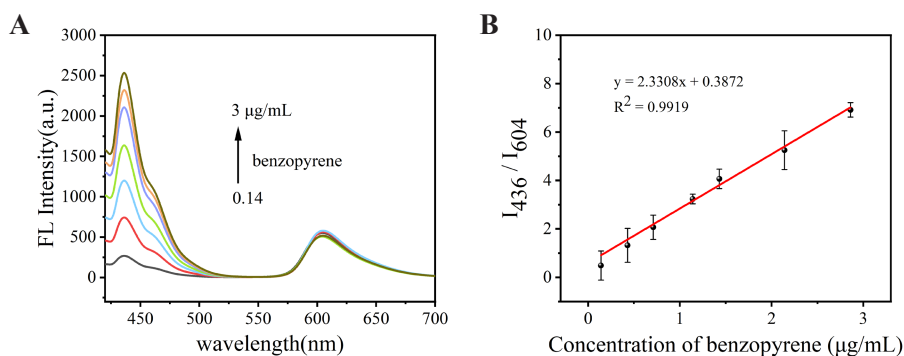 A
FL Intensity(a.u.)
3000
2500
2000
1500
1000
500
0
3 μg/mL
benzopyrene
0.14
450
500
550
600
650
700
wavelength(nm)
B
I436 / I604
8
6
4
2
0
y = 2.3308x + 0.3872
R² = 0.9919
0
1
2
3
Concentration of benzopyrene (μg/mL)